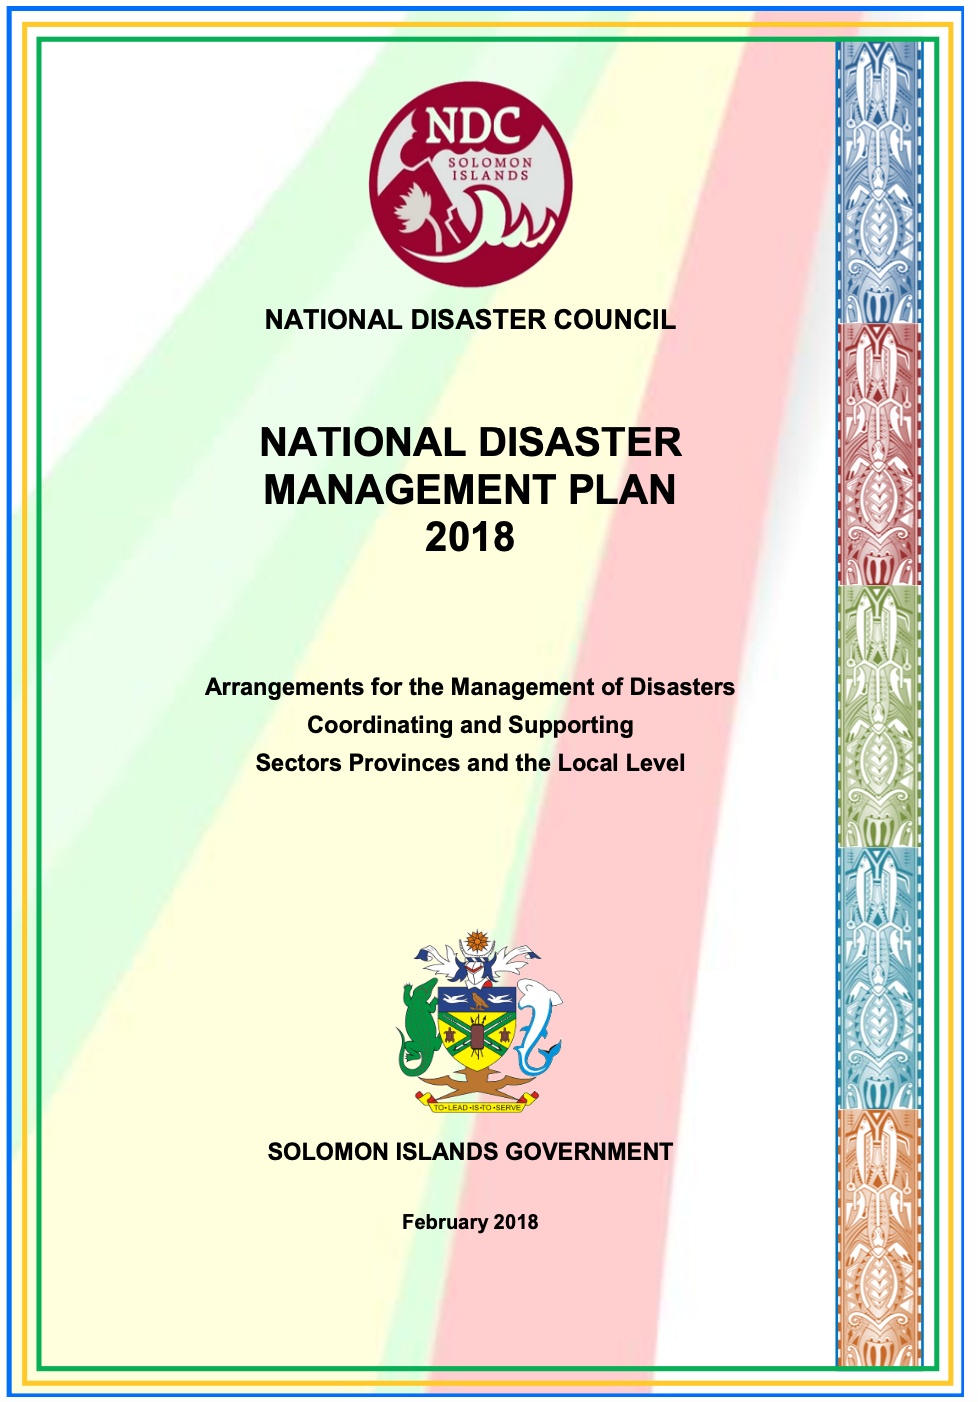 NDC
SOLOMON
ISLANDS
NATIONAL DISASTER COUNCIL
NATIONAL DISASTER
MANAGEMENT PLAN
2018
Arrangements for the Management of Disasters
Coordinating and Supporting
Sectors Provinces and the Local Level
TO•LEAD•IS•TO•SERVE
SOLOMON ISLANDS GOVERNMENT
February 2018